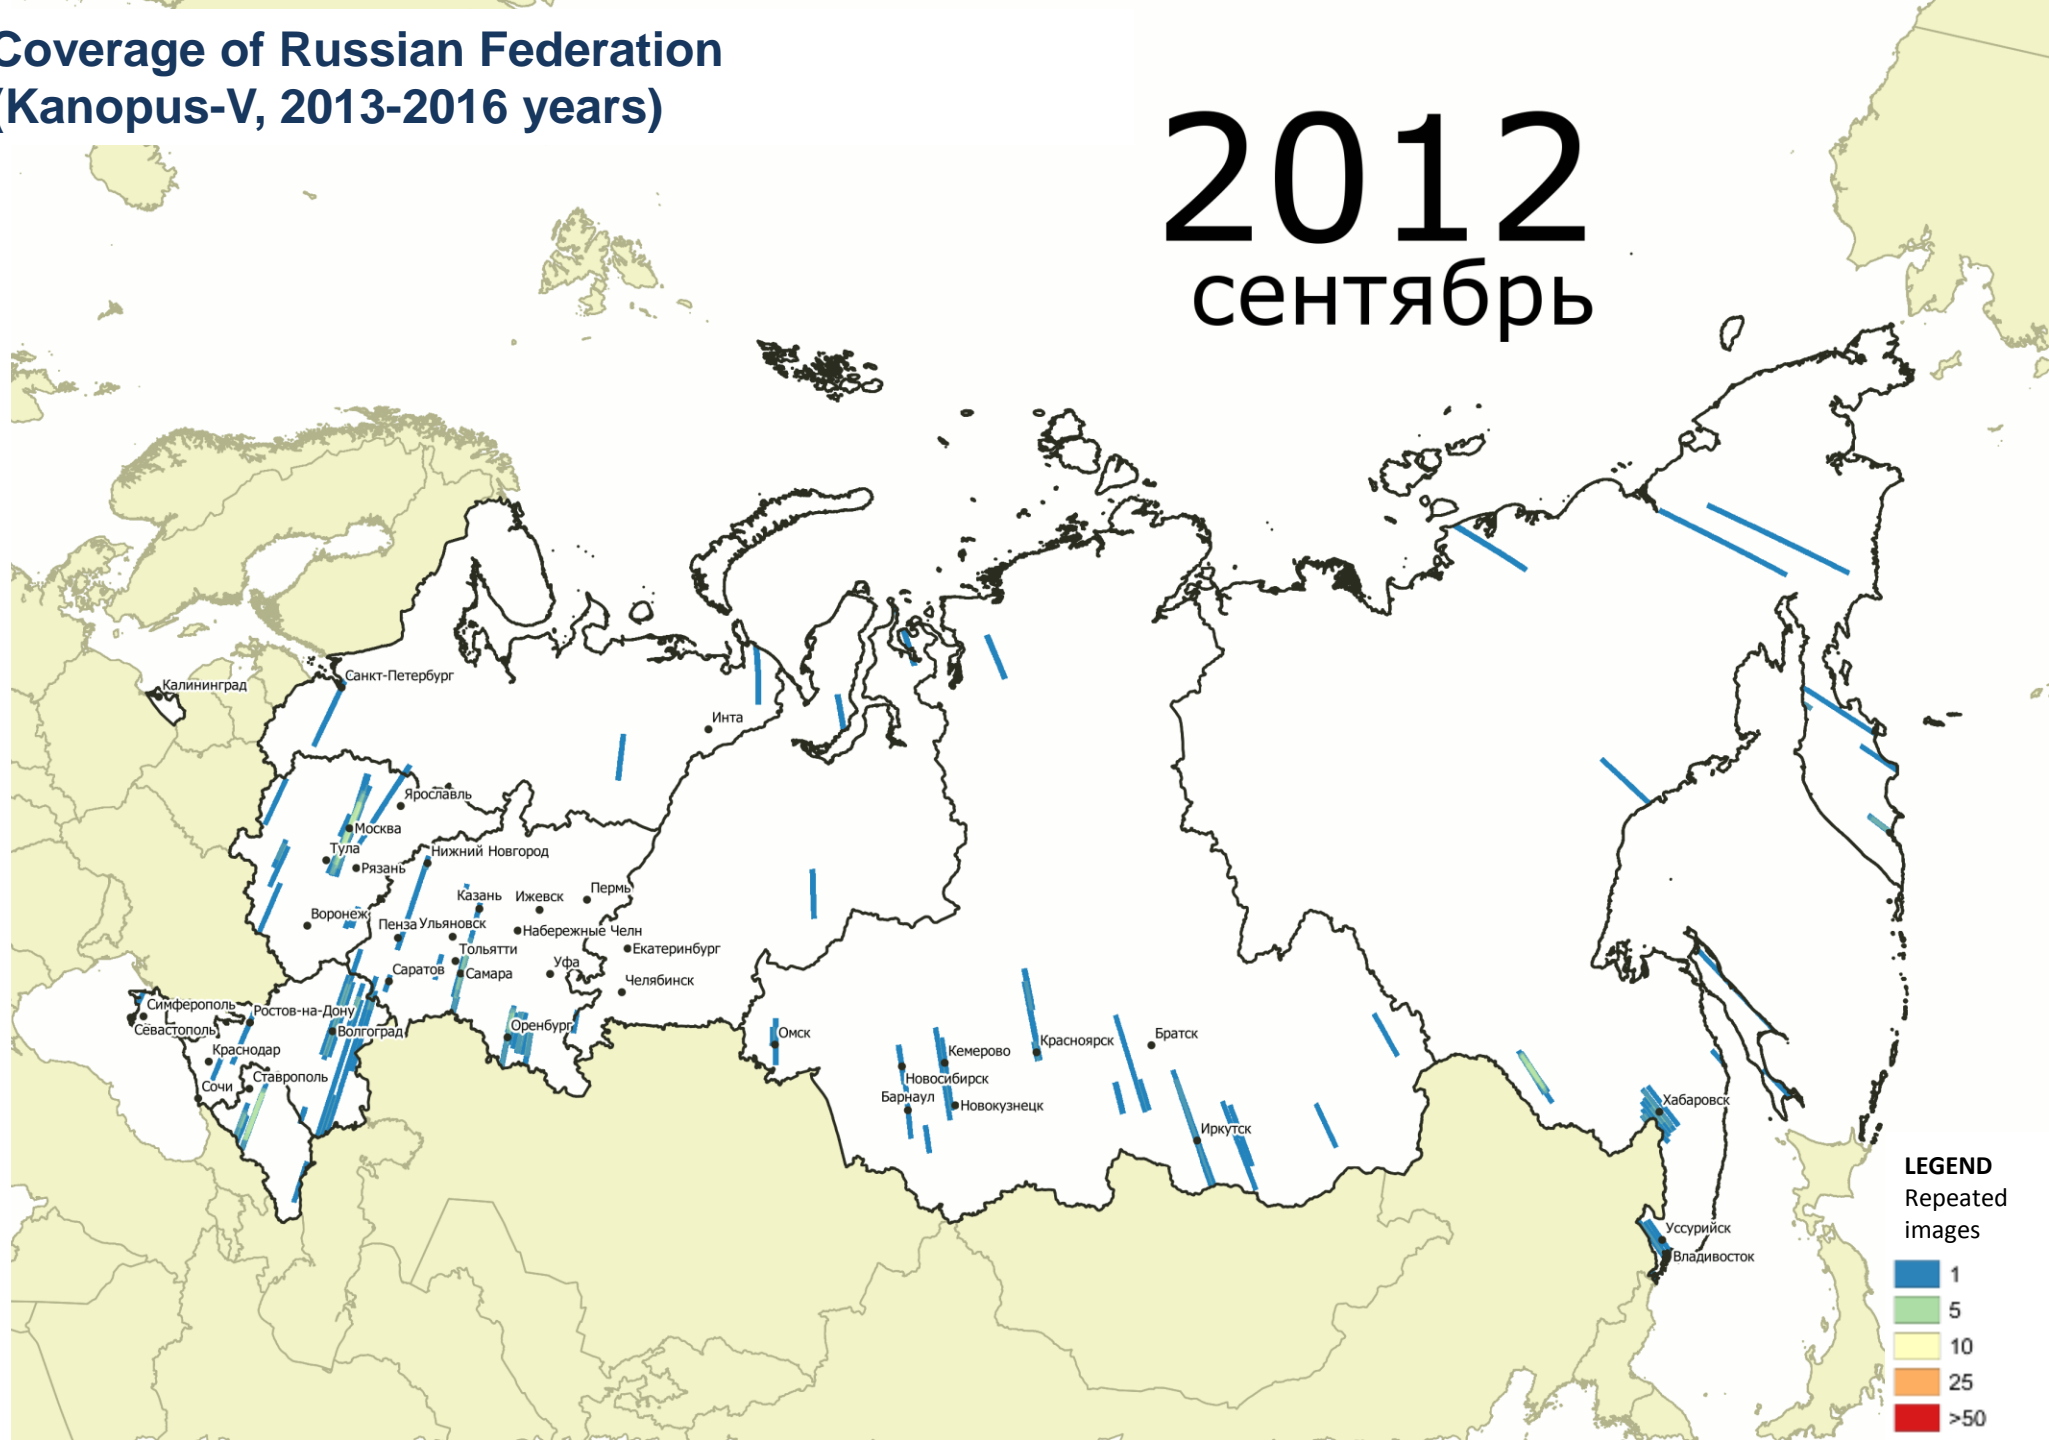 Coverage of Russian Federation
(Kanopus-V, 2013-2016 years)
2012
сентябрь
Санкт-Петербург
Калининград
Инта
Ярославль
Москва
Тула
Рязань
Нижний Новгород
Казань
Ижевск
Пермь
Воронеж
Пенза
Ульяновск
Набережные Челн
Тольятти
Екатеринбург
Саратов
Самара
Уфа
Челябинск
Симферополь
Ростов-на-Дону
Севастополь
Волгоград
Оренбург
Омск
Краснодар
Ставрополь
Сочи
Кемерово
Красноярск
Братск
Новосибирск
Барнаул
Новокузнецк
Иркутск
Хабаровск
Уссурийск
Владивосток
LEGEND
Repeated
images
1
5
10
25
>50